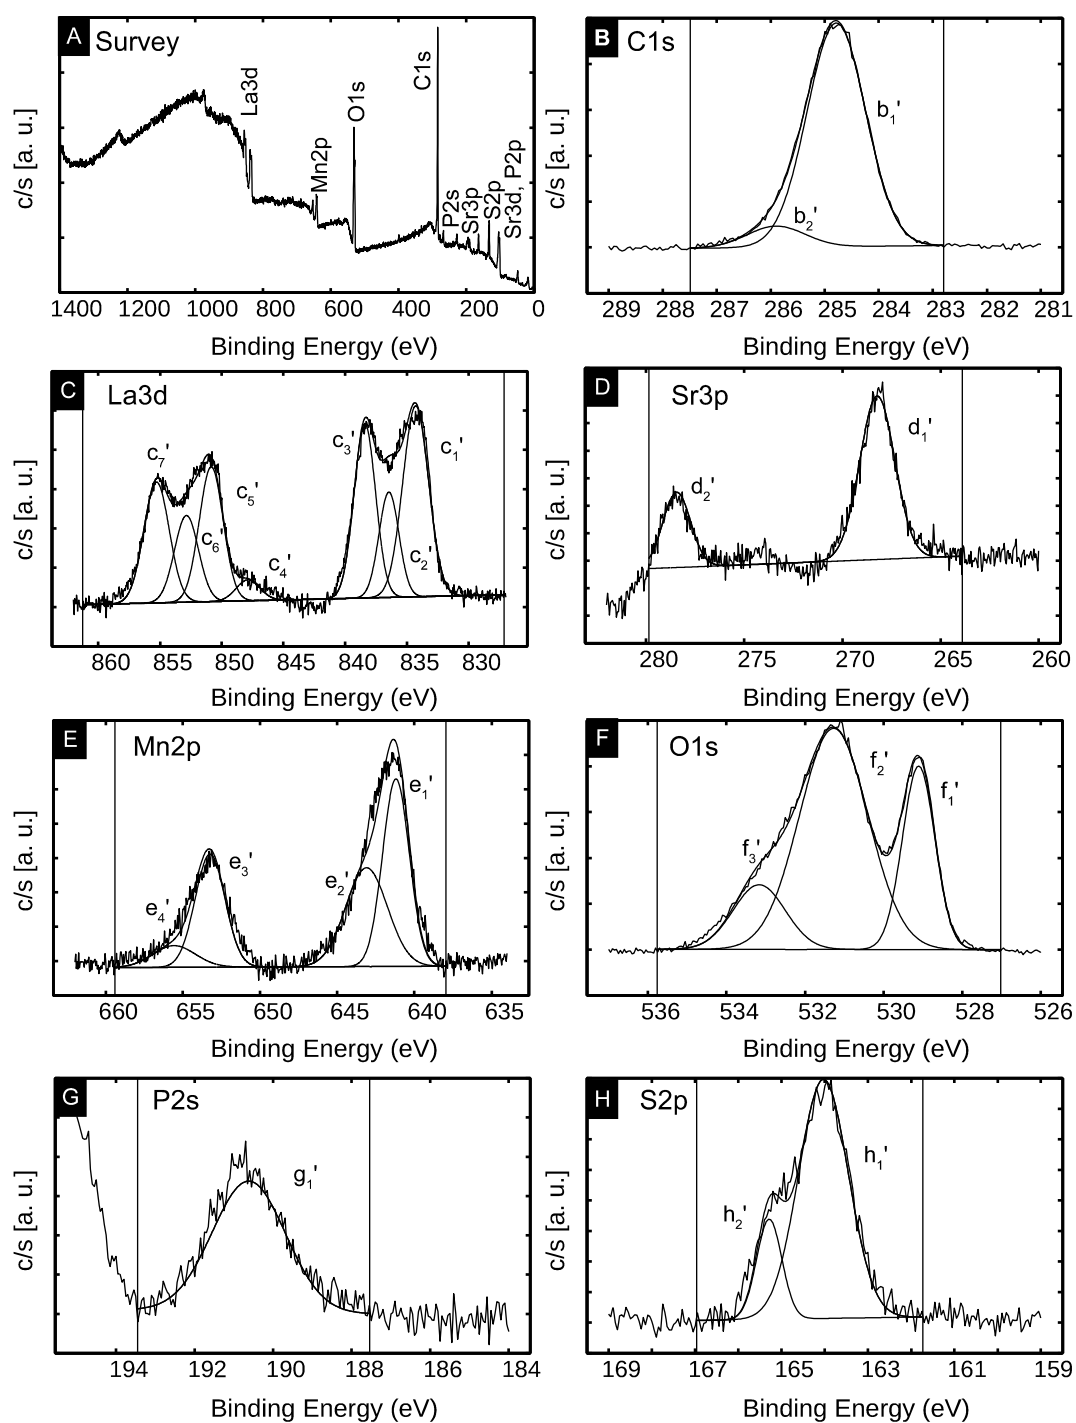 A Survey
c/s [a. u.]
La3d
Mn2p
O1s
C1s
P2s
Sr3p
S2p
Sr3d, P2p
1400 1200 1000 800 600 400 200 0
Binding Energy (eV)
B C1s
c/s [a. u.]
b1'
b2'
289 288 287 286 285 284 283 282 281
Binding Energy (eV)
C La3d
c/s [a. u.]
c7'
c5'
c6'
c4'
c3'
c1'
c2'
860 855 850 845 840 835 830
Binding Energy (eV)
D Sr3p
c/s [a. u.]
d1'
d2'
280 275 270 265 260
Binding Energy (eV)
E Mn2p
c/s [a. u.]
e1'
e2'
e3'
e4'
660 655 650 645 640 635
Binding Energy (eV)
F O1s
c/s [a. u.]
f2'
f1'
f3'
536 534 532 530 528 526
Binding Energy (eV)
G P2s
c/s [a. u.]
g1'
194 192 190 188 186 184
Binding Energy (eV)
H S2p
c/s [a. u.]
h1'
h2'
169 167 165 163 161 159
Binding Energy (eV)